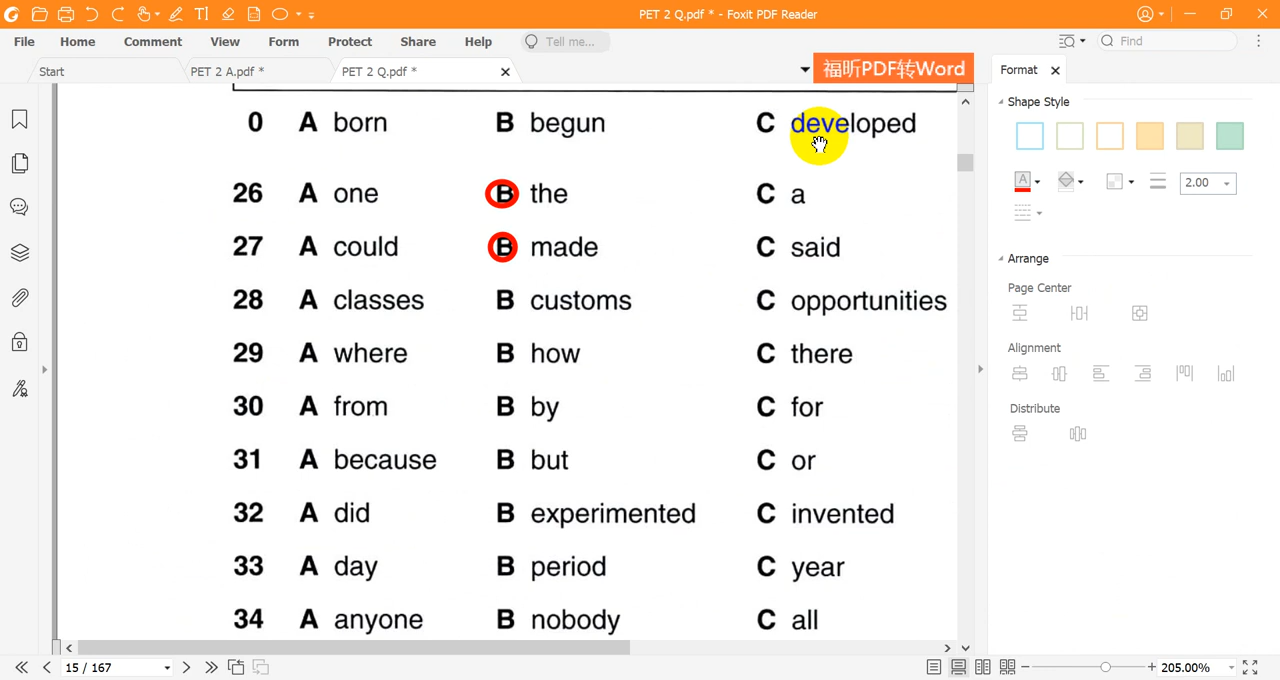 PET 2 Q.pdf * - Foxit PDF Reader
File Home Comment View Form Protect Share Help Tell me... Find
Start PET 2 A.pdf * PET 2 Q.pdf * 福昕PDF转Word Format
0 A born B begun C developed
26 A one B the C a
27 A could B made C said
28 A classes B customs C opportunities
29 A where B how C there
30 A from B by C for
31 A because B but C or
32 A did B experimented C invented
33 A day B period C year
34 A anyone B nobody C all
Shape Style
2.00
Arrange
Page Center
Alignment
Distribute
15 / 167 205.00%